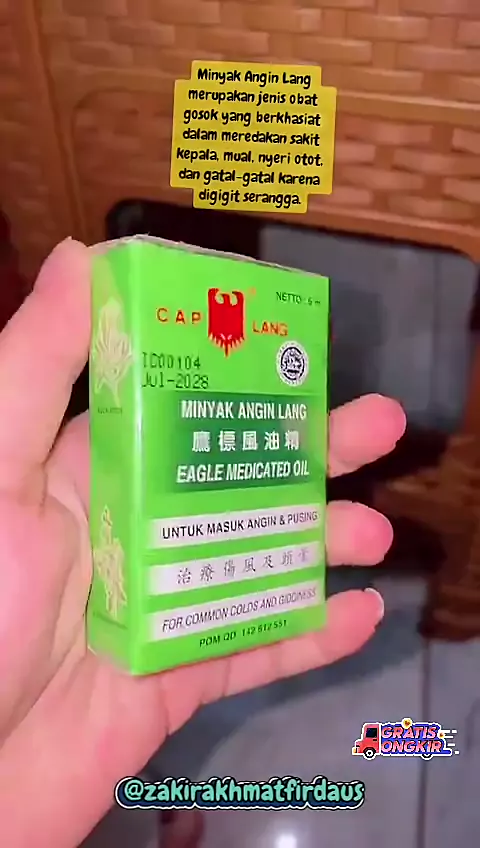 Minyak Angin Lang
merupakan jenis obat
gosok yang berkhasiat
dalam meredakan sakit
kepala, mual, nyeri otot,
dan gatal-gatal karena
digigit serangga.
NETTO : 6 ml
CAP LANG
TC00104
Jul-2028
MINYAK ANGIN LANG
鷹標風油精
EAGLE MEDICATED OIL
UNTUK MASUK ANGIN & PUSING
治療傷風及頭暈
FOR COMMON COLDS AND GIDDINESS
POM QD. 142 612 551
GRATIS
ONGKIR
@zakirakhmatfirdaus